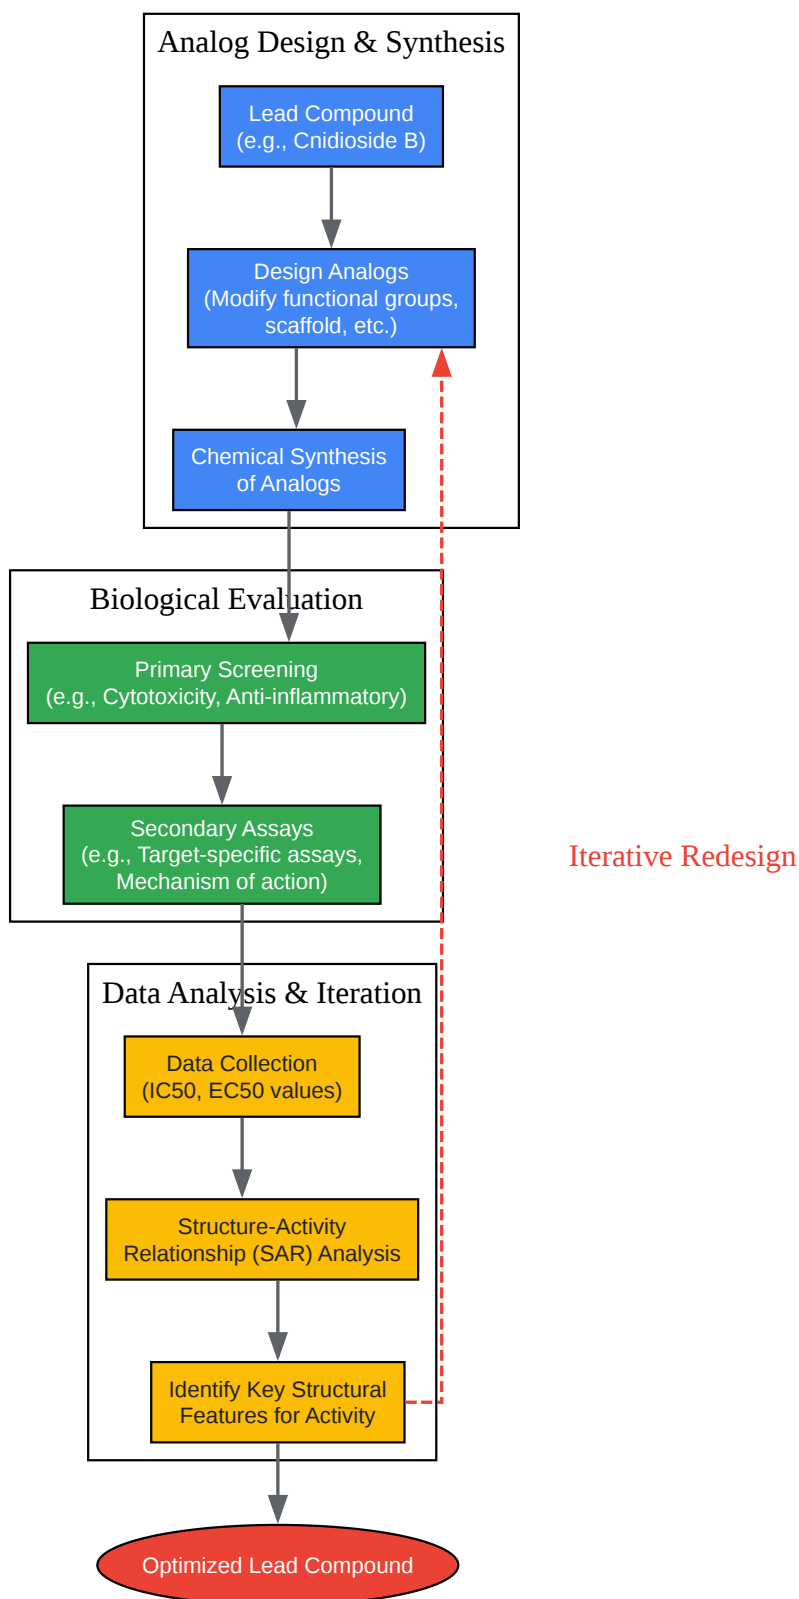 Analog Design & Synthesis
Lead Compound
(e.g., Cnidioside B)
Design Analogs
(Modify functional groups,
scaffold, etc.)
Chemical Synthesis
of Analogs
Biological Evaluation
Primary Screening
(e.g., Cytotoxicity, Anti-inflammatory)
Secondary Assays
(e.g., Target-specific assays,
Mechanism of action)
Iterative Redesign
Data Analysis & Iteration
Data Collection
(IC50, EC50 values)
Structure-Activity
Relationship (SAR) Analysis
Identify Key Structural
Features for Activity
Optimized Lead Compound